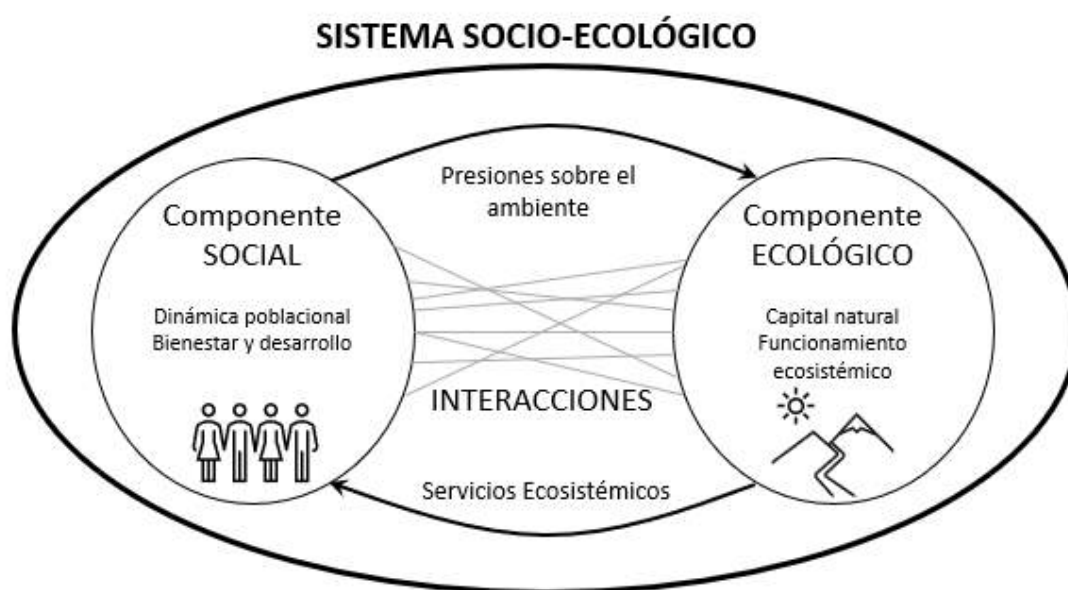 SISTEMA SOCIO-ECOLÓGICO
Presiones sobre el
ambiente
Componente
SOCIAL
Dinámica poblacional
Bienestar y desarrollo
Componente
ECOLÓGICO
Capital natural
Funcionamiento
ecosistémico
INTERACCIONES
Servicios Ecosistémicos